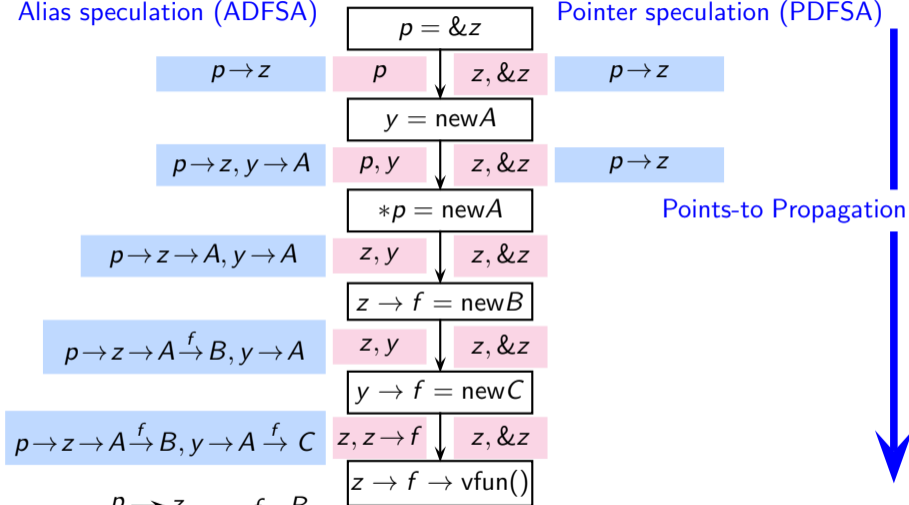 Alias speculation (ADFSA) Pointer speculation (PDFSA)
p = &z
p→z p z, &z p→z
y = newA
p→z, y→A p, y z, &z p→z
∗p = newA
Points-to Propagation
p→z→A, y→A z, y z, &z
z → f = newB
p→z→A f→ B, y→A z, y z, &z
y → f = newC
p→z→A f→ B, y→A f→ C z, z→f z, &z
z → f → vfun()